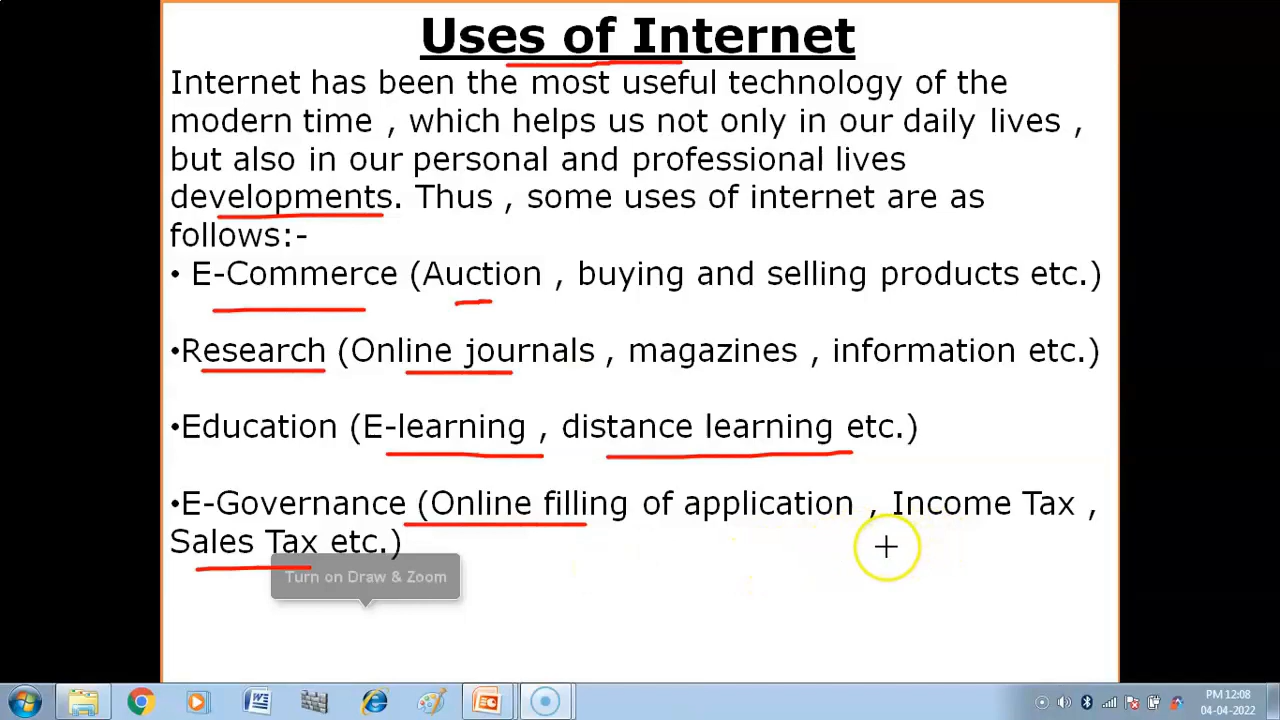 Uses of Internet
Internet has been the most useful technology of the
modern time , which helps us not only in our daily lives ,
but also in our personal and professional lives
developments. Thus , some uses of internet are as
follows:-
• E-Commerce (Auction , buying and selling products etc.)
•Research (Online journals , magazines , information etc.)
•Education (E-learning , distance learning etc.)
•E-Governance (Online filling of application , Income Tax ,
Sales Tax etc.)
Turn on Draw & Zoom
PM 12:08
04-04-2022